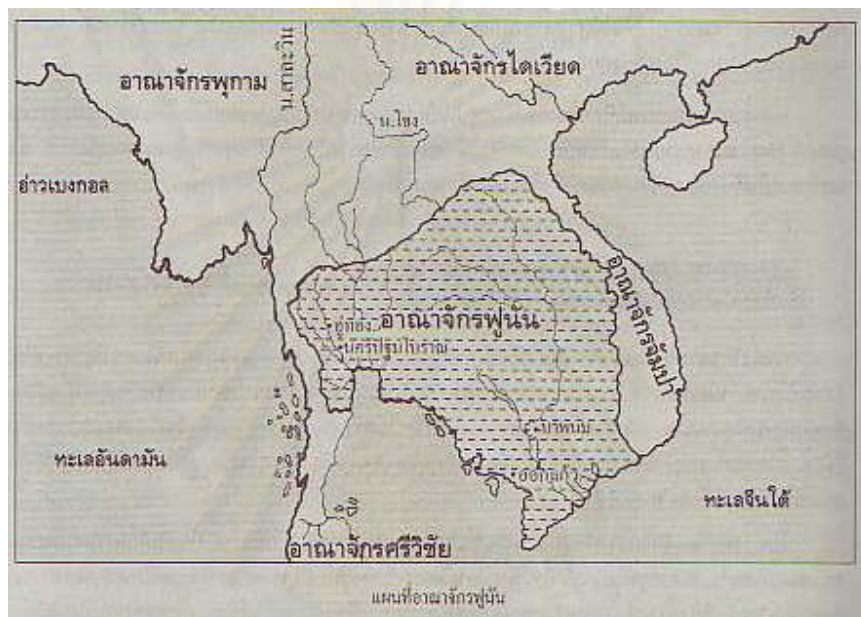 อาณาจักรพุกาม
น.สาละวิน
อาณาจักรไดเวียด
น.โขง
อ่าวเบงกอล
อาณาจักรจัมปา
อาณาจักรฟูนัน
อู่ทอง
นครปฐมโบราณ
บาพนม
ทะเลอันดามัน
ออกแก้ว
ทะเลจีนใต้
อาณาจักรศรีวิชัย
แผนที่อาณาจักรฟูนัน